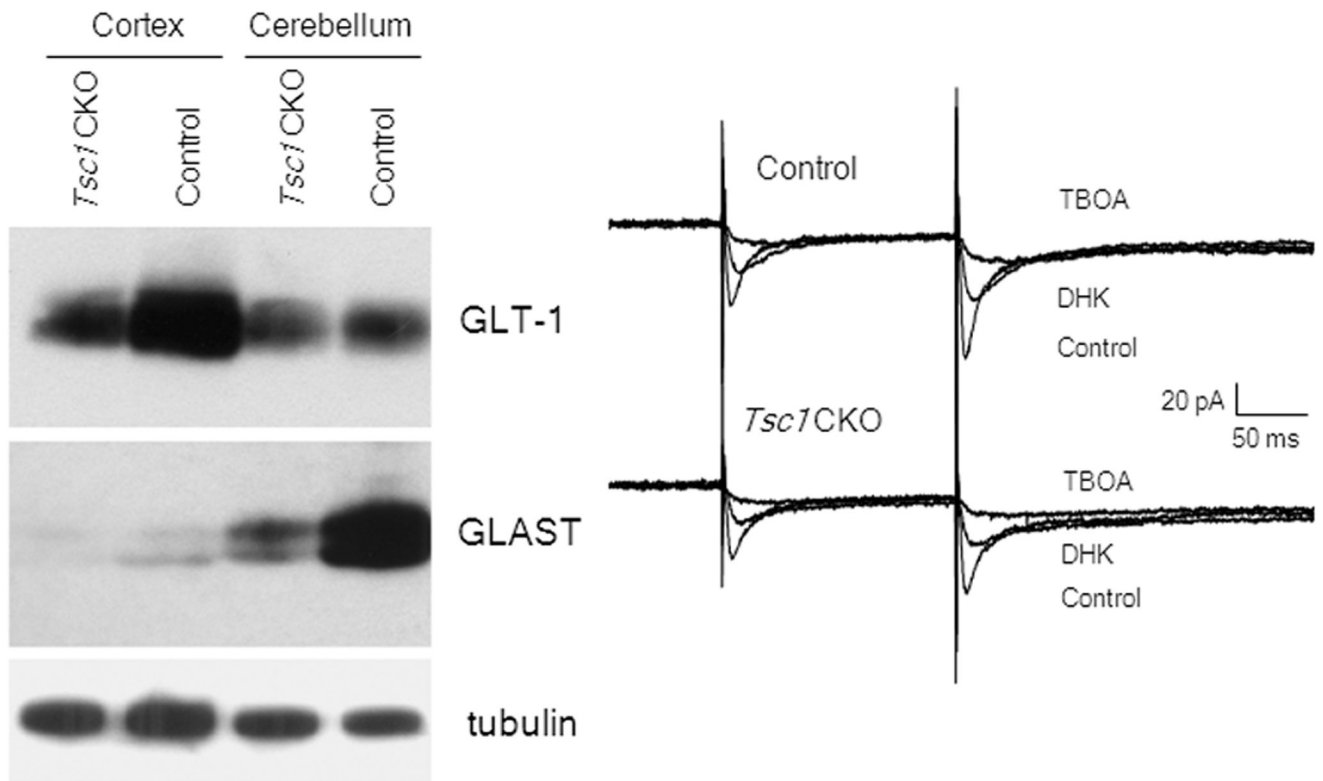 Cortex Cerebellum
Tsc1 CKO
Control
Tsc1 CKO
Control
GLT-1
GLAST
tubulin
Control
TBOA
DHK
Control
20 pA
50 ms
Tsc1 CKO
TBOA
DHK
Control